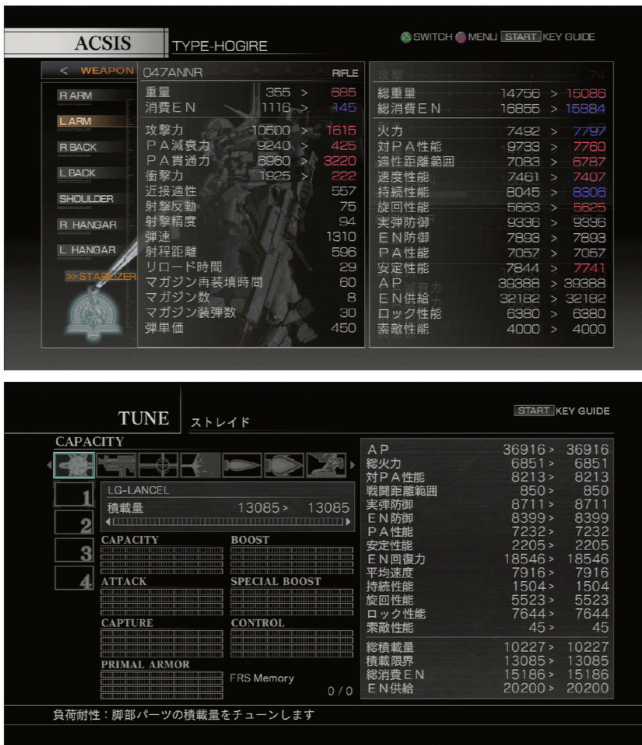 ACSIS TYPE-HOGIRE SWITCH MENU START KEY GUIDE
< WEAPON
R ARM
L ARM
R BACK
L BACK
SHOULDER
R HANGAR
L HANGAR
>>STABILIZER
047ANNR RIFLE
重量 355 > 685
消費EN 1116 > 145
攻撃力 10500 > 1615
PA減衰力 9240 > 425
PA貫通力 6960 > 3220
衝撃力 1925 > 222
近接適性 557
射撃反動 75
射撃精度 94
弾速 1310
射程距離 596
リロード時間 29
マガジン再装填時間 60
マガジン数 8
マガジン装弾数 30
弾単価 450
総重量 14756 > 15086
総消費EN 16855 > 15884
火力 7492 > 7797
対PA性能 9733 > 7760
適性距離範囲 7083 > 6787
速度性能 7461 > 7407
持続性能 8045 > 8306
旋回性能 5663 > 5625
実弾防御 9336 > 9336
EN防御 7893 > 7893
PA性能 7057 > 7057
安定性能 7844 > 7741
AP 39388 > 39388
EN供給 32182 > 32182
ロック性能 6380 > 6380
索敵性能 4000 > 4000
TUNE ストレイド START KEY GUIDE
CAPACITY
1
2
3
4
LG-LANCEL
積載量 13085> 13085
CAPACITY BOOST
ATTACK SPECIAL BOOST
CAPTURE CONTROL
PRIMAL ARMOR
FRS Memory
0 / 0
AP 36916> 36916
総火力 6851> 6851
対PA性能 8213> 8213
戦闘距離範囲 850> 850
実弾防御 8711> 8711
EN防御 8399> 8399
PA性能 7232> 7232
安定性能 2205> 2205
EN回復力 18546> 18546
平均速度 7916> 7916
持続性能 1504> 1504
旋回性能 5523> 5523
ロック性能 7644> 7644
索敵性能 45> 45
総積載量 10227> 10227
積載限界 13085> 13085
総消費EN 15186> 15186
EN供給 20200> 20200
負荷耐性：脚部パーツの積載量をチューンします